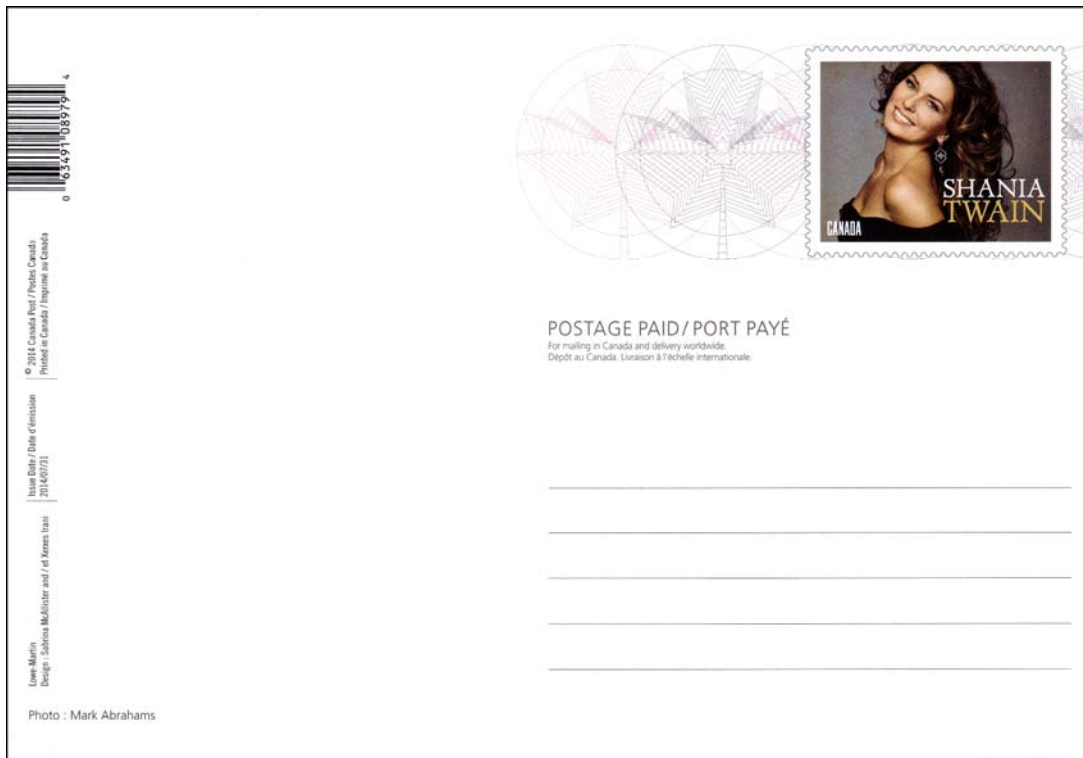 SHANIA
TWAIN
CANADA
POSTAGE PAID / PORT PAYÉ
For mailing in Canada and delivery worldwide.
Dépôt au Canada. Livraison à l'échelle internationale.
0 63491 08979 4
© 2014 Canada Post / Postes Canada
Printed in Canada / Imprimé au Canada
Issue Date / Date d'émission
2014/07/31
Lowe-Martin
Design : Sabrina McAllister and / et Xerxes Irani
Photo : Mark Abrahams